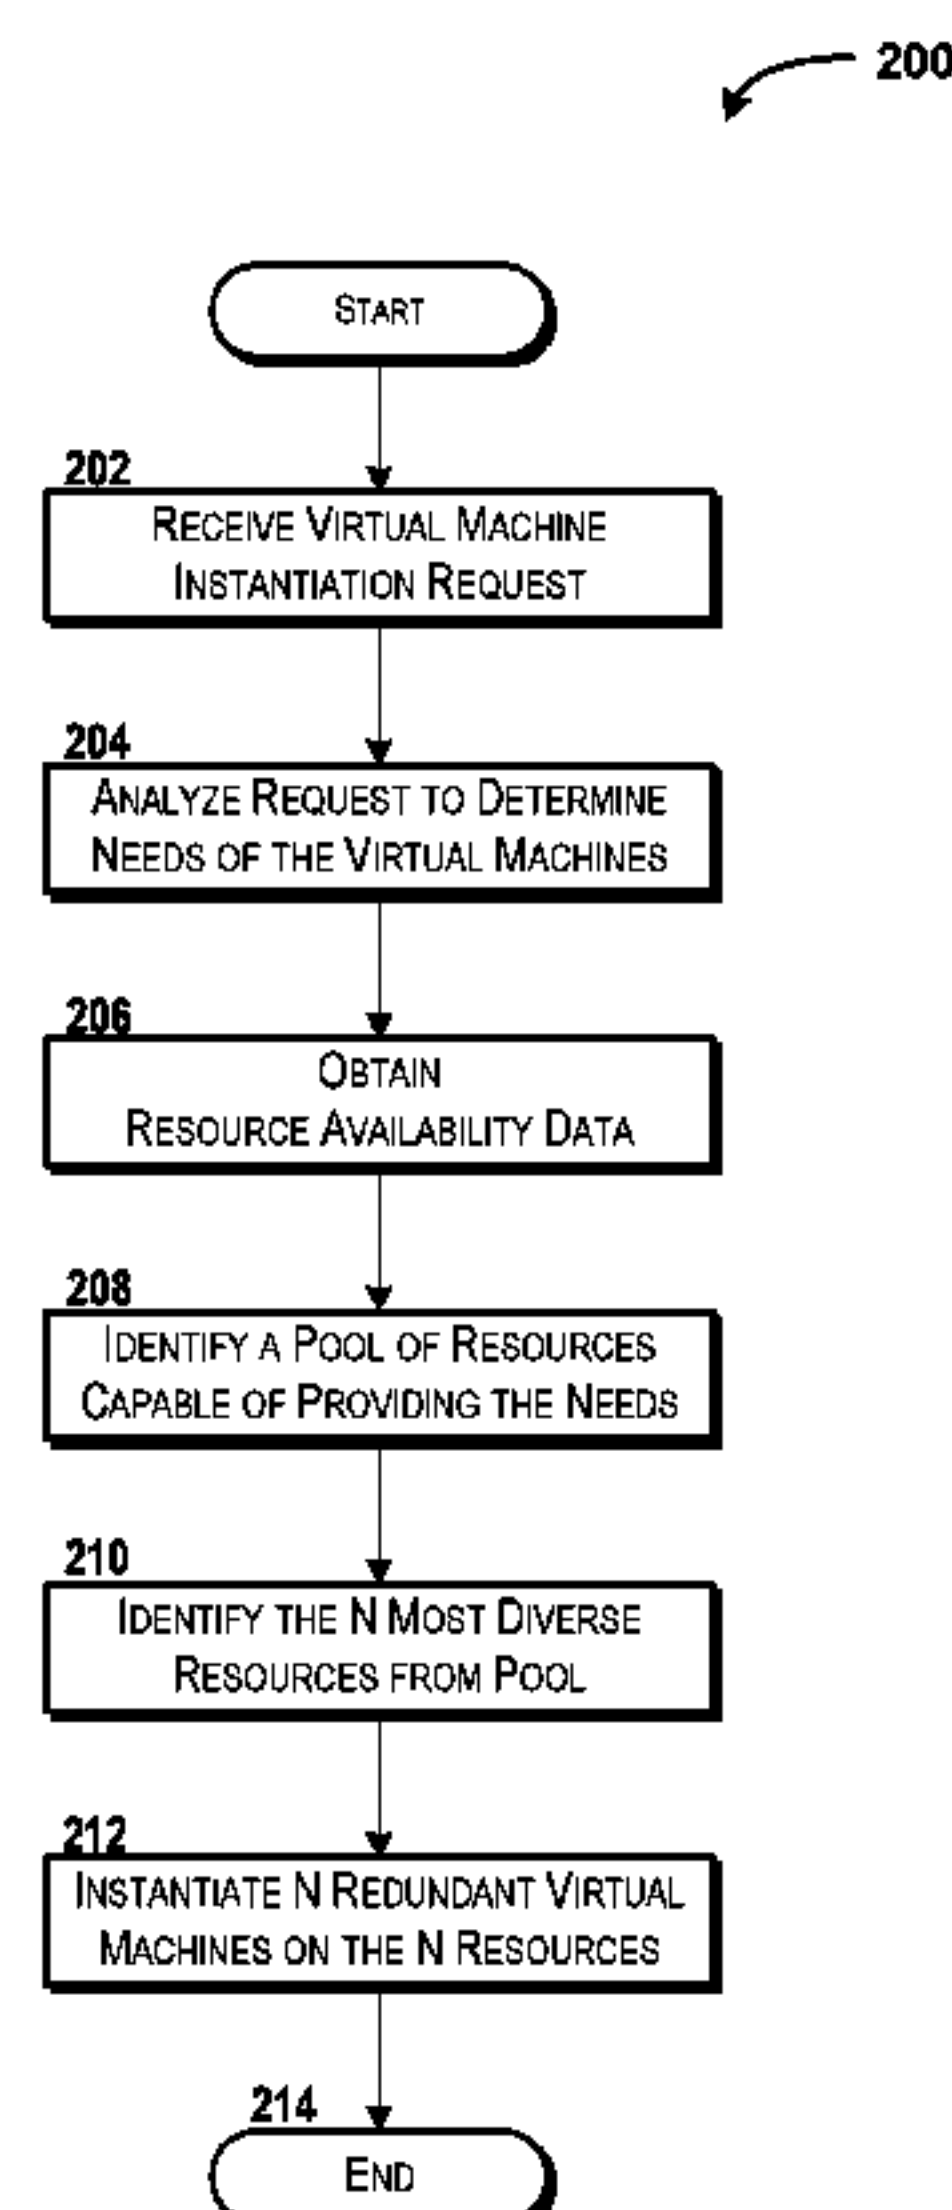 200
START
202
RECEIVE VIRTUAL MACHINE
INSTANTIATION REQUEST
204
ANALYZE REQUEST TO DETERMINE
NEEDS OF THE VIRTUAL MACHINES
206
OBTAIN
RESOURCE AVAILABILITY DATA
208
IDENTIFY A POOL OF RESOURCES
CAPABLE OF PROVIDING THE NEEDS
210
IDENTIFY THE N MOST DIVERSE
RESOURCES FROM POOL
212
INSTANTIATE N REDUNDANT VIRTUAL
MACHINES ON THE N RESOURCES
214
END